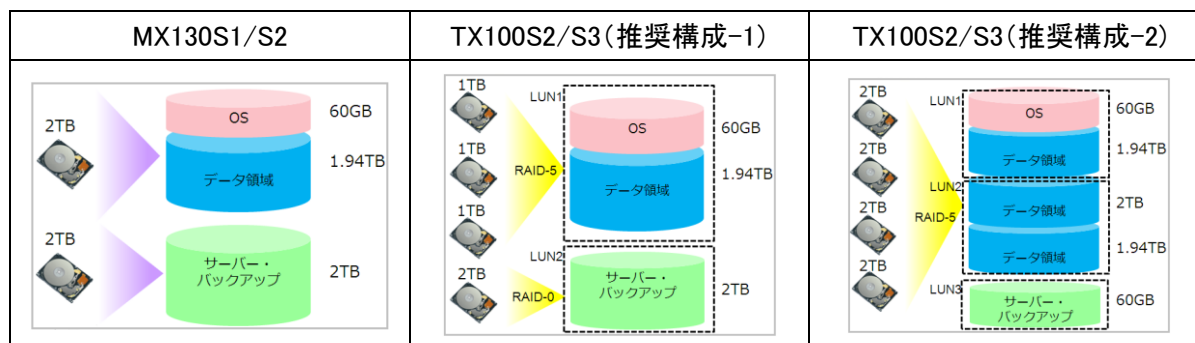 MX130S1/S2
TX100S2/S3(推奨構成-1)
TX100S2/S3(推奨構成-2)
2TB
OS
60GB
データ領域
1.94TB
2TB
サーバー・
バックアップ
2TB
1TB
LUN1
OS
60GB
1TB
RAID-5
データ領域
1.94TB
1TB
LUN2
2TB
RAID-0
サーバー・
バックアップ
2TB
2TB
LUN1
OS
60GB
2TB
データ領域
1.94TB
LUN2
RAID-5
データ領域
2TB
2TB
データ領域
1.94TB
2TB
LUN3
サーバー・
バックアップ
60GB